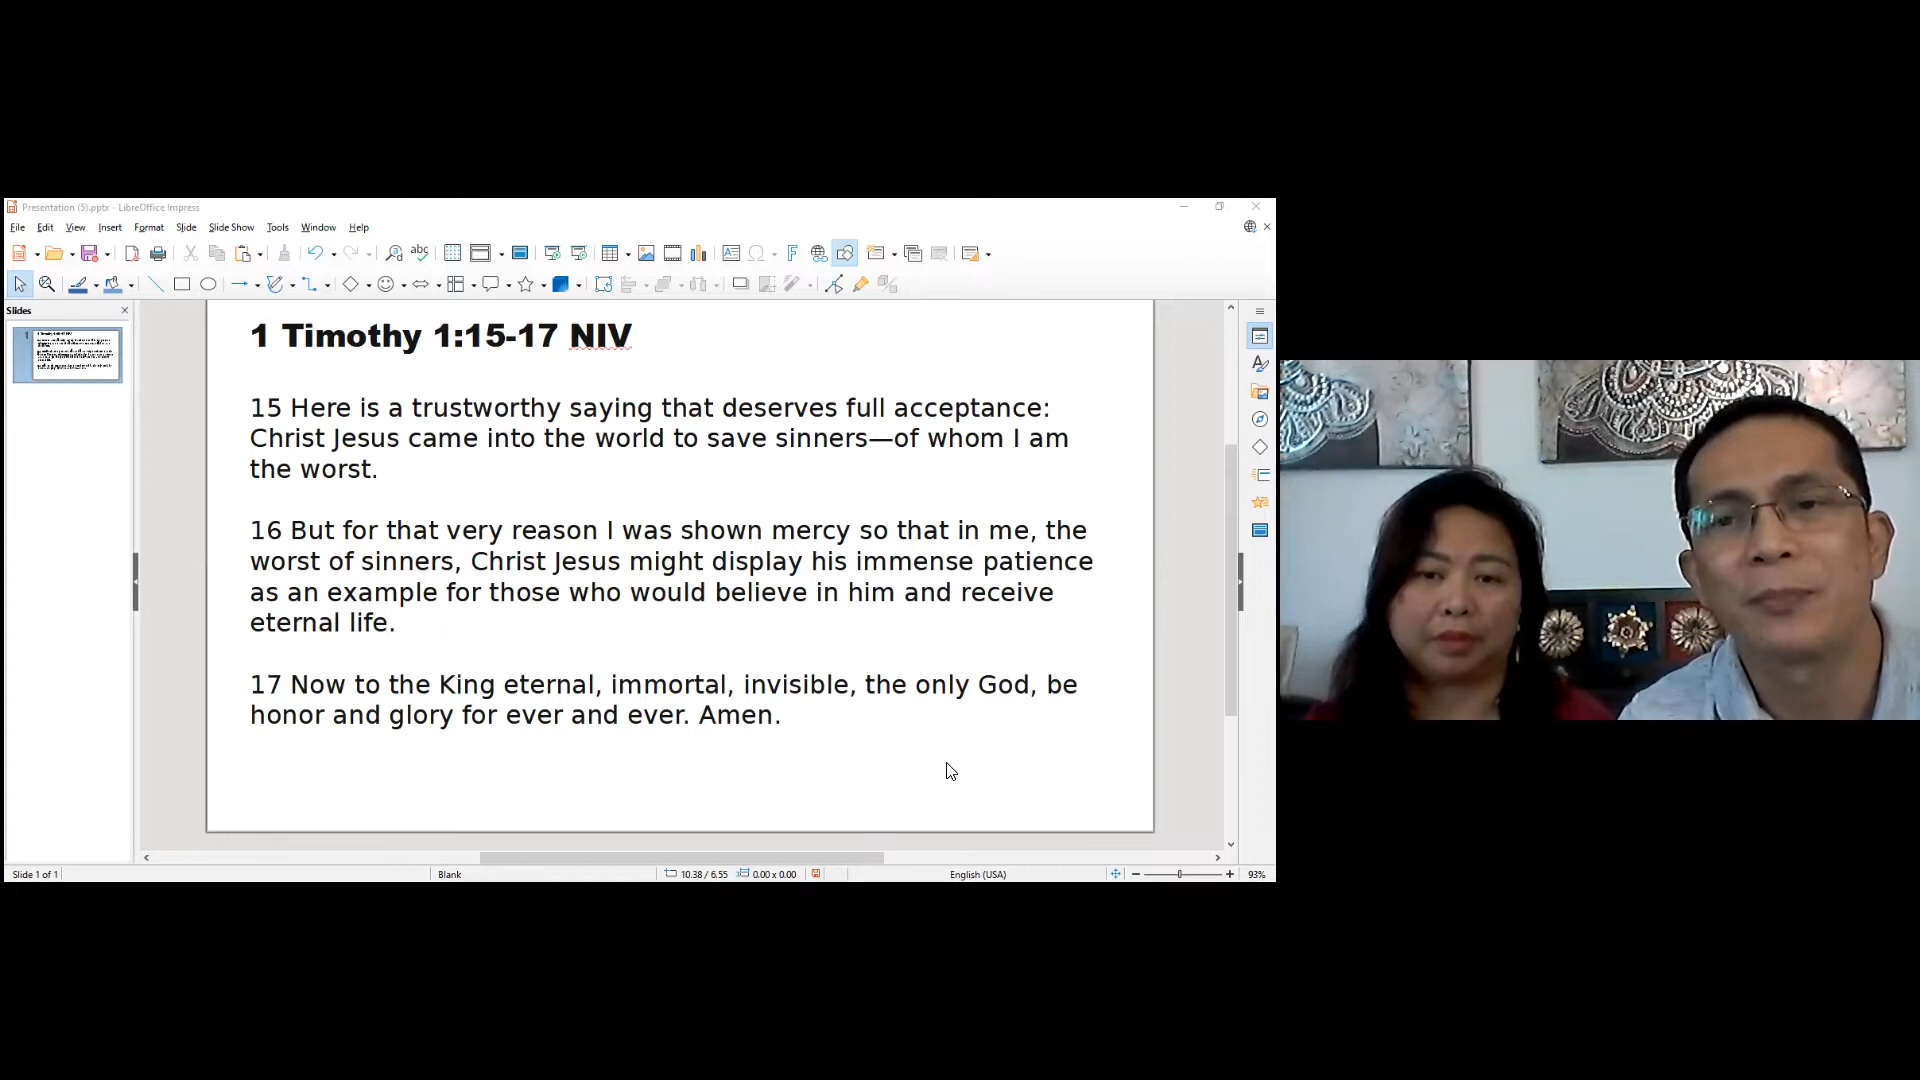 Presentation (5).pptx - LibreOffice Impress
File Edit View Insert Format Slide Slide Show Tools Window Help
Slides
1
1 Timothy 1:15-17 NIV
15 Here is a trustworthy saying that deserves full acceptance:
Christ Jesus came into the world to save sinners—of whom I am
the worst.
16 But for that very reason I was shown mercy so that in me, the
worst of sinners, Christ Jesus might display his immense patience
as an example for those who would believe in him and receive
eternal life.
17 Now to the King eternal, immortal, invisible, the only God, be
honor and glory for ever and ever. Amen.
Slide 1 of 1 Blank 10.38 / 6.55 0.00 x 0.00 English (USA) 93%